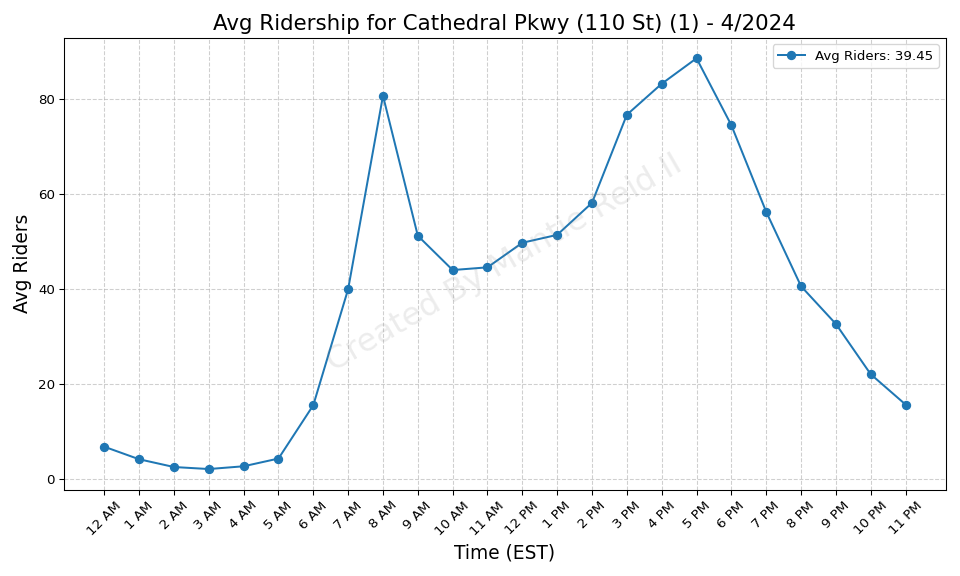 Avg Ridership for Cathedral Pkwy (110 St) (1) - 4/2024
Avg Riders: 39.45
Avg Riders
80
60
40
20
0
Created By Mantie Reid II
12 AM
1 AM
2 AM
3 AM
4 AM
5 AM
6 AM
7 AM
8 AM
9 AM
10 AM
11 AM
12 PM
1 PM
2 PM
3 PM
4 PM
5 PM
6 PM
7 PM
8 PM
9 PM
10 PM
11 PM
Time (EST)